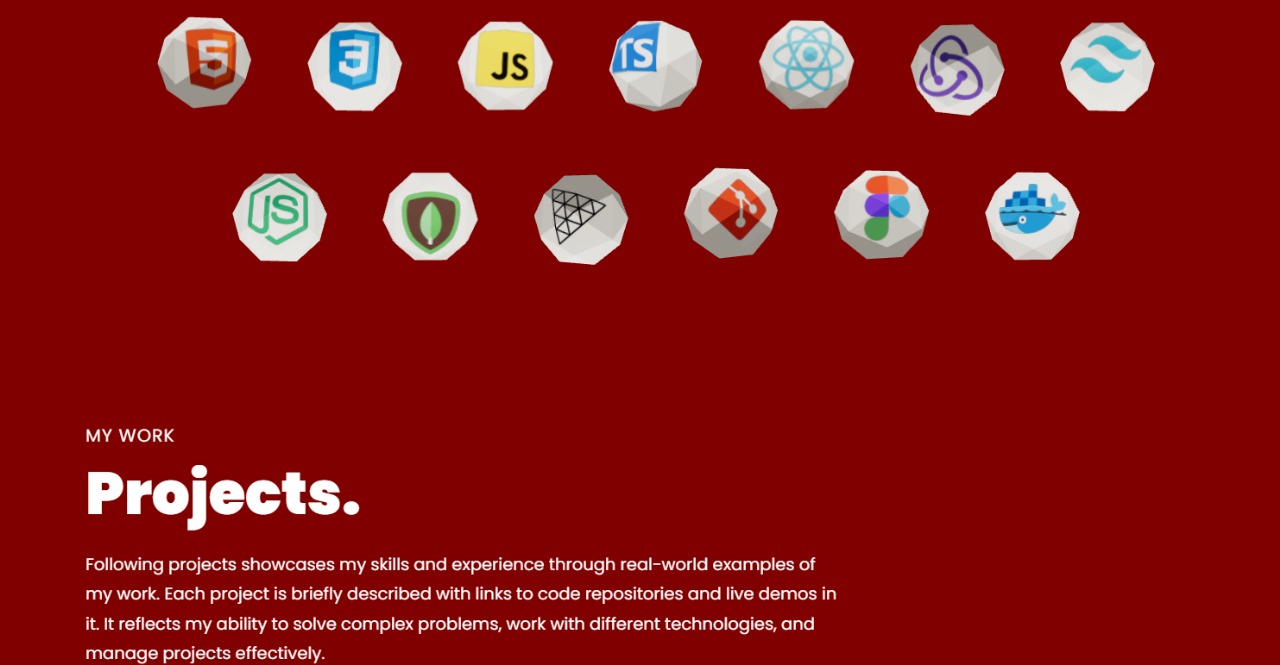 5 3 JS TS
JS
MY WORK
Projects.
Following projects showcases my skills and experience through real-world examples of
my work. Each project is briefly described with links to code repositories and live demos in
it. It reflects my ability to solve complex problems, work with different technologies, and
manage projects effectively.